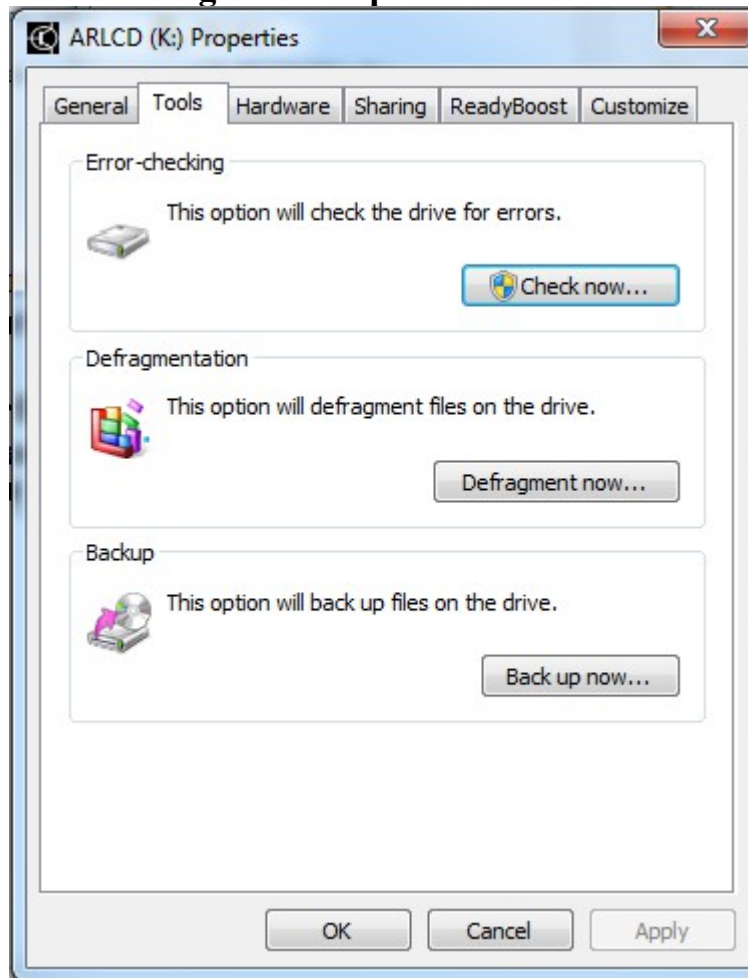 ARLCD (K:) Properties
General Tools Hardware Sharing ReadyBoost Customize
Error-checking
This option will check the drive for errors.
Check now...
Defragmentation
This option will defragment files on the drive.
Defragment now...
Backup
This option will back up files on the drive.
Back up now...
OK Cancel Apply